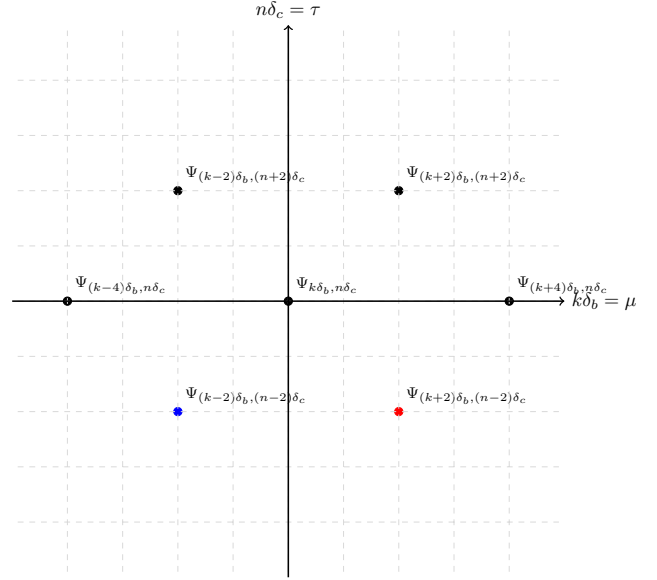 nδ_c = τ
Ψ_{(k−2)δ_b,(n+2)δ_c} Ψ_{(k+2)δ_b,(n+2)δ_c}
Ψ_{(k−4)δ_b,nδ_c} Ψ_{kδ_b,nδ_c} Ψ_{(k+4)δ_b,nδ_c}
kδ_b = μ
Ψ_{(k−2)δ_b,(n−2)δ_c} Ψ_{(k+2)δ_b,(n−2)δ_c}